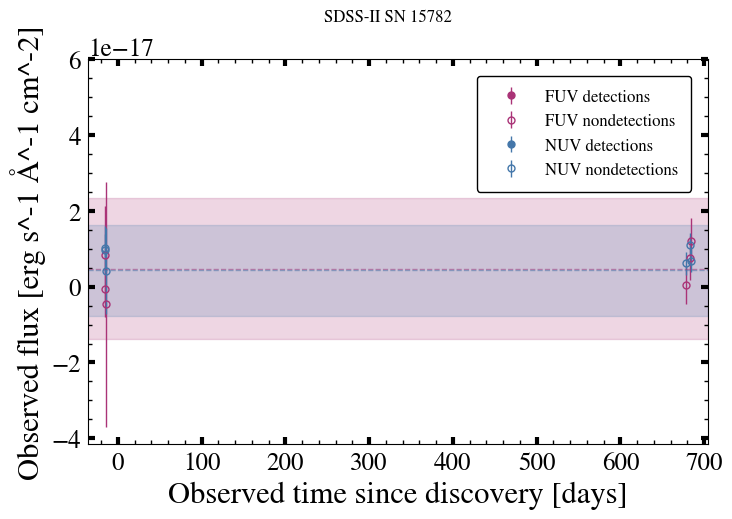 SDSS-II SN 15782
1e−17
6
4
2
0
−2
−4
Observed flux [erg s^-1 Å^-1 cm^-2]
FUV detections
FUV nondetections
NUV detections
NUV nondetections
0 100 200 300 400 500 600 700
Observed time since discovery [days]